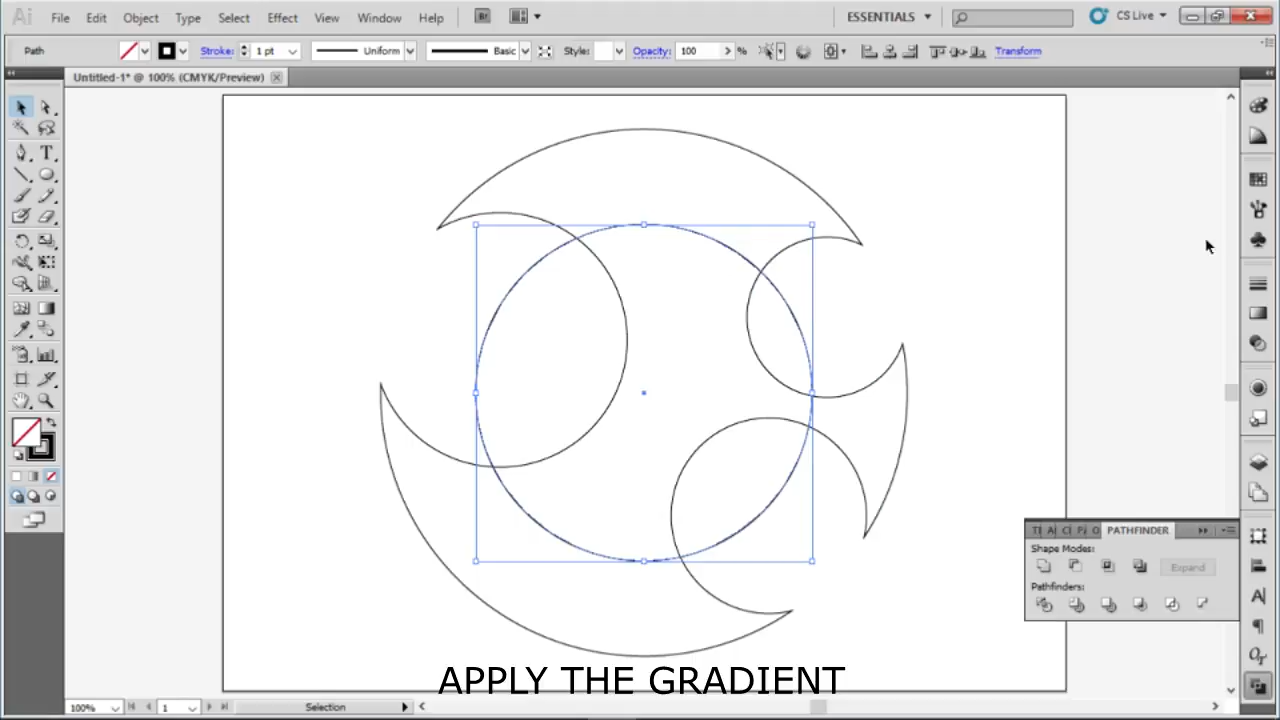 Ai File Edit Object Type Select Effect View Window Help Br ESSENTIALS CS Live
Path Stroke: 1 pt Uniform Basic Style: Opacity: 100 % Transform
Untitled-1* @ 100% (CMYK/Preview)
PATHFINDER
Shape Modes:
Expand
Pathfinders:
APPLY THE GRADIENT
100% 1 Selection